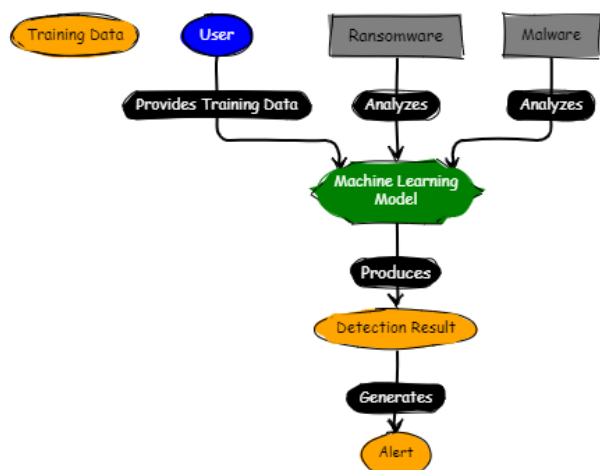 Training Data
User
Ransomware
Malware
Provides Training Data
Analyzes
Analyzes
Machine Learning
Model
Produces
Detection Result
Generates
Alert